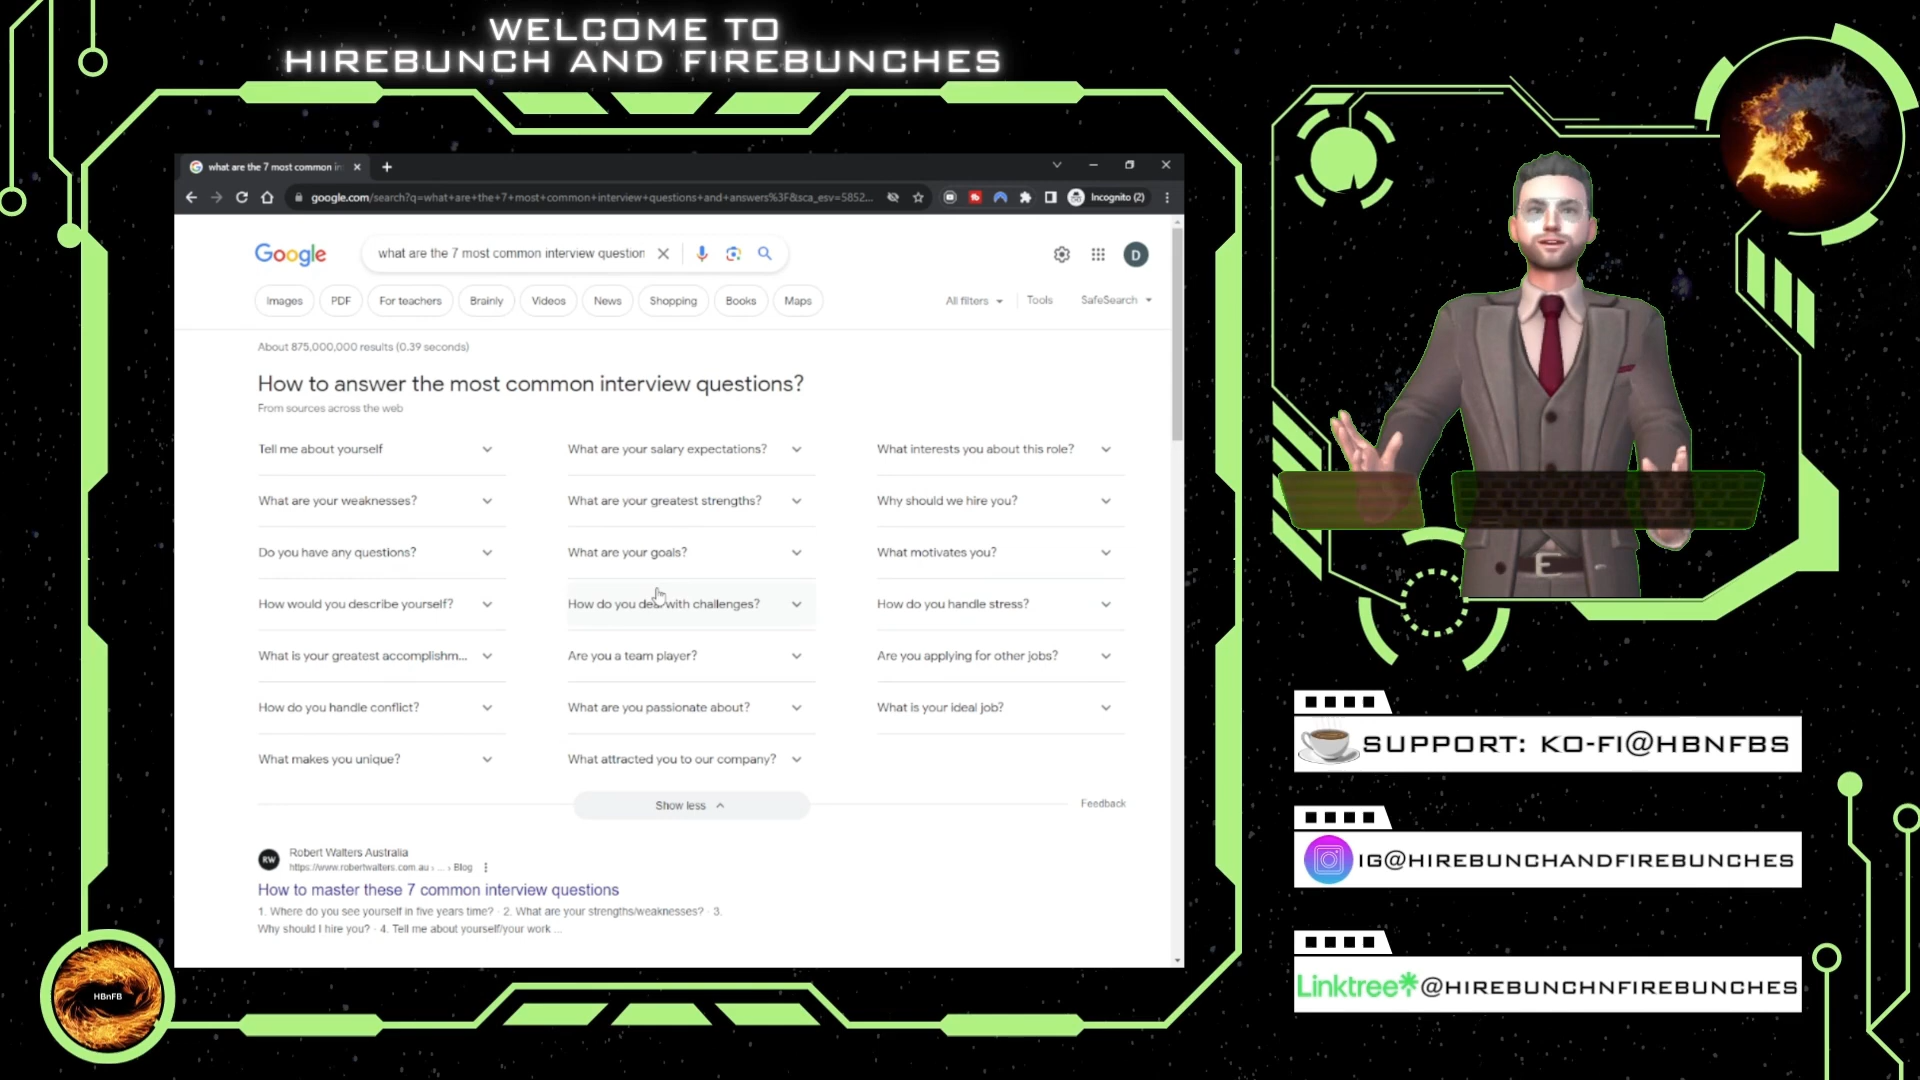 WELCOME TO
HIREBUNCH AND FIREBUNCHES
what are the 7 most common in
google.com/search?q=what+are+the+7+most+common+interview+questions+and+answers%3F&sca_esv=5852...
Incognito (2)
Google
what are the 7 most common interview question
D
Images
PDF
For teachers
Brainly
Videos
News
Shopping
Books
Maps
All filters
Tools
SafeSearch
About 875,000,000 results (0.39 seconds)
How to answer the most common interview questions?
From sources across the web
Tell me about yourself
What are your salary expectations?
What interests you about this role?
What are your weaknesses?
What are your greatest strengths?
Why should we hire you?
Do you have any questions?
What are your goals?
What motivates you?
How would you describe yourself?
How do you deal with challenges?
How do you handle stress?
What is your greatest accomplishm...
Are you a team player?
Are you applying for other jobs?
How do you handle conflict?
What are you passionate about?
What is your ideal job?
What makes you unique?
What attracted you to our company?
Show less
Feedback
RW
Robert Walters Australia
https://www.robertwalters.com.au › ... › Blog
How to master these 7 common interview questions
1. Where do you see yourself in five years time? · 2. What are your strengths/weaknesses? · 3.
Why should I hire you? · 4. Tell me about yourself/your work ...
SUPPORT: KO-FI@HBNFBS
IG@HIREBUNCHANDFIREBUNCHES
Linktree*@HIREBUNCHNFIREBUNCHES
HBnFB